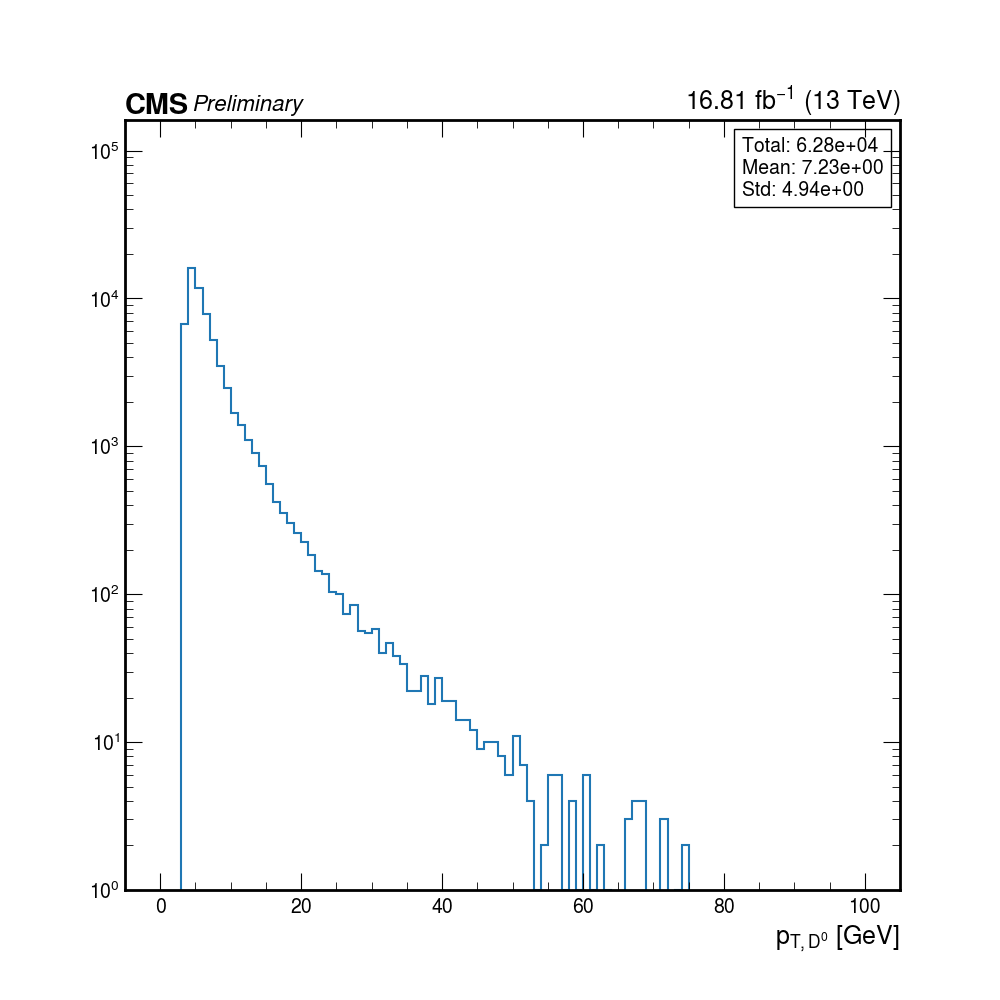 CMS Preliminary 16.81 fb⁻¹ (13 TeV)
Total: 6.28e+04
Mean: 7.23e+00
Std: 4.94e+00
10⁵
10⁴
10³
10²
10¹
10⁰
0 20 40 60 80 100
p_{T, D⁰} [GeV]